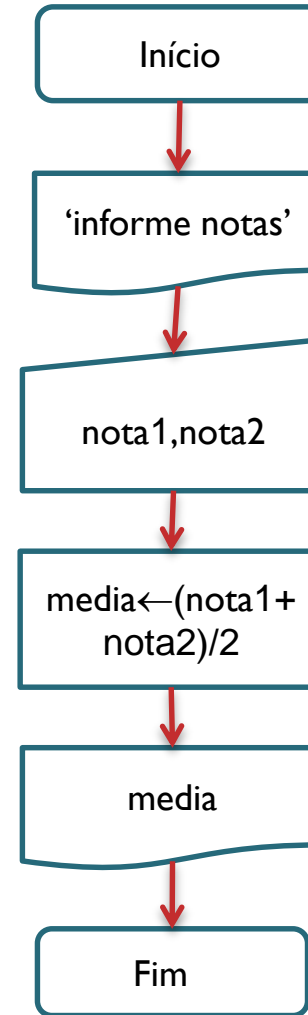 Início
‘informe notas’
nota1,nota2
media←(nota1+
nota2)/2
media
Fim